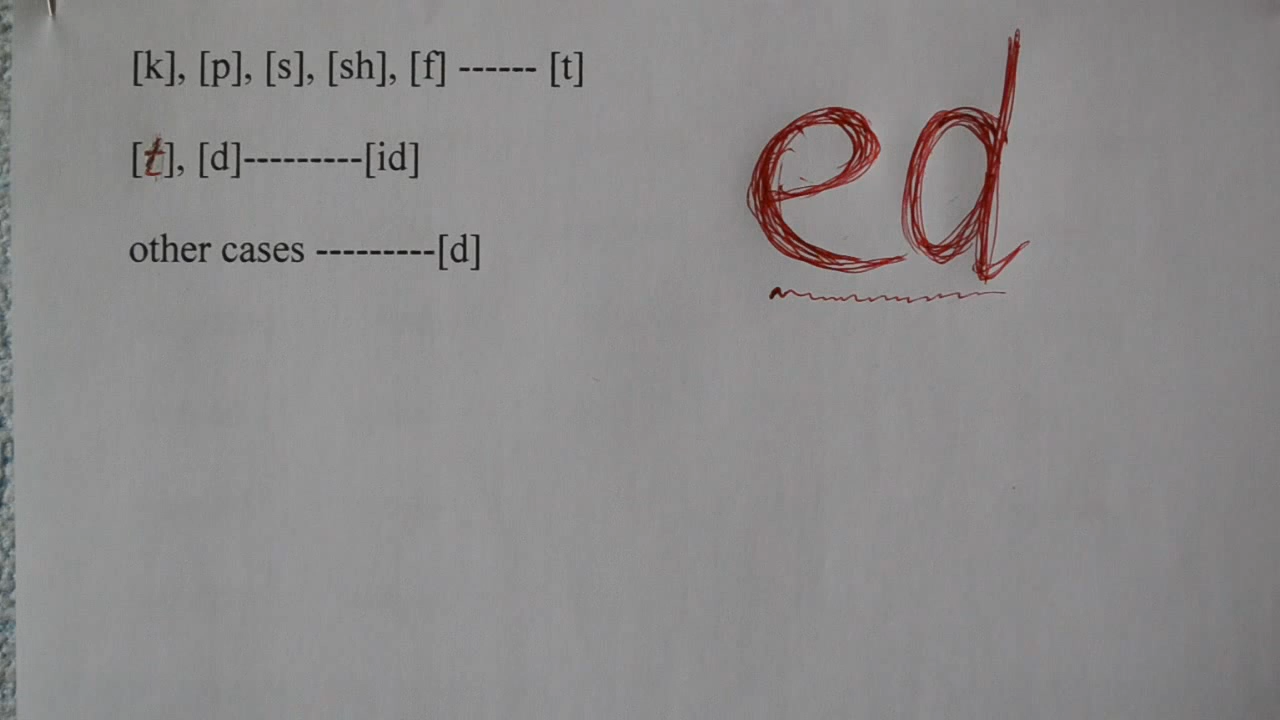 [k], [p], [s], [sh], [f] ------ [t]
[t], [d]---------[id]
other cases ---------[d]
ed